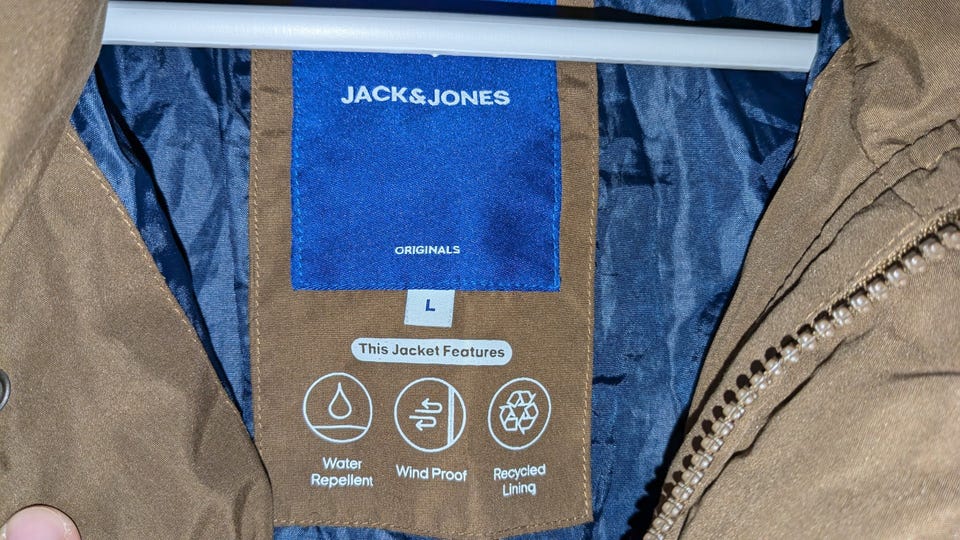 JACK&JONES
ORIGINALS
L
This Jacket Features
Water
Repellent
Wind Proof
Recycled
Lining